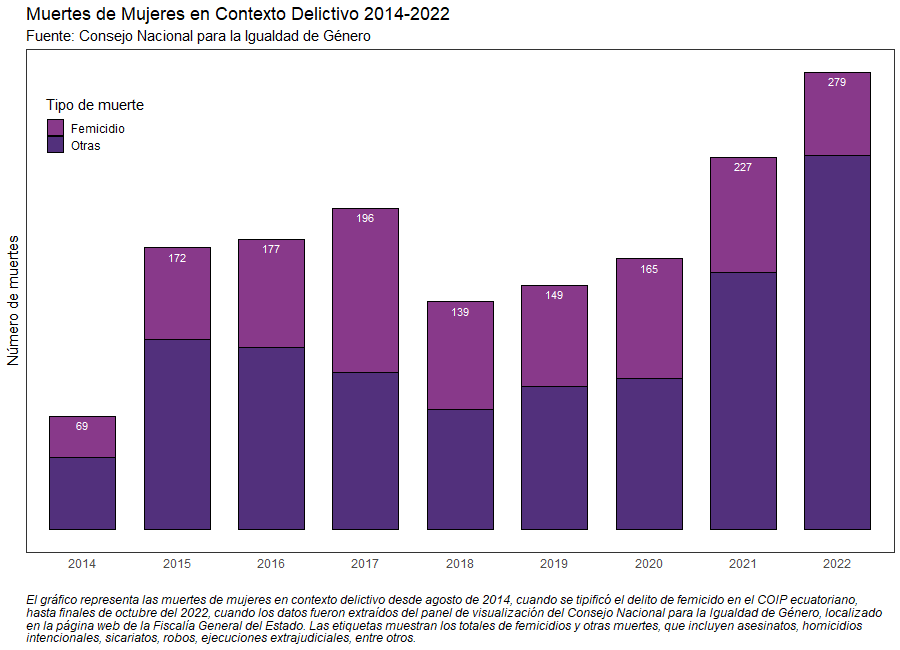 Muertes de Mujeres en Contexto Delictivo 2014-2022
Fuente: Consejo Nacional para la Igualdad de Género
Tipo de muerte
Femicidio
Otras
Número de muertes
69
172
177
196
139
149
165
227
279
2014
2015
2016
2017
2018
2019
2020
2021
2022
El gráfico representa las muertes de mujeres en contexto delictivo desde agosto de 2014, cuando se tipificó el delito de femicido en el COIP ecuatoriano,
hasta finales de octubre del 2022, cuando los datos fueron extraídos del panel de visualización del Consejo Nacional para la Igualdad de Género, localizado
en la página web de la Fiscalía General del Estado. Las etiquetas muestran los totales de femicidios y otras muertes, que incluyen asesinatos, homicidios
intencionales, sicariatos, robos, ejecuciones extrajudiciales, entre otros.